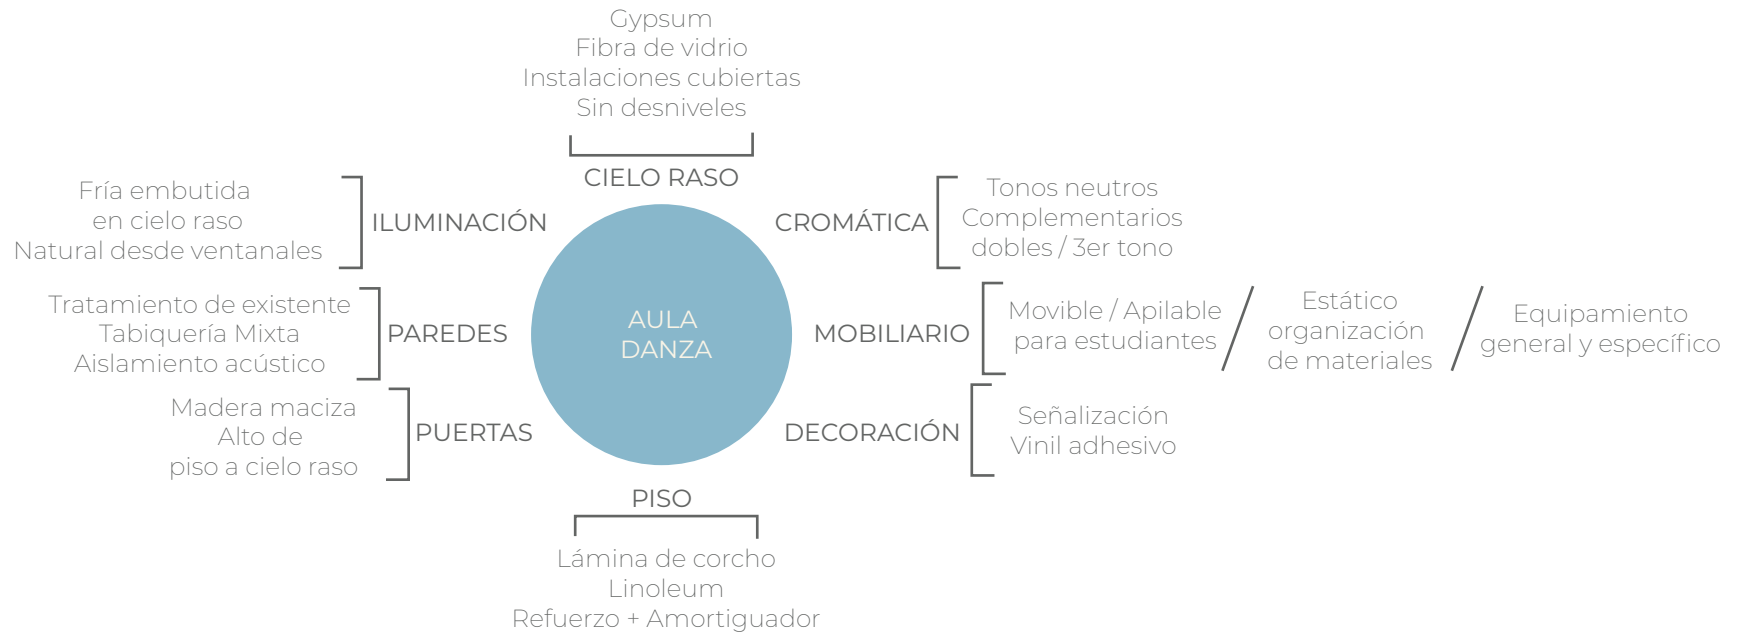 Gypsum
Fibra de vidrio
Instalaciones cubiertas
Sin desniveles
CIELO RASO
Fría embutida
en cielo raso
Natural desde ventanales
ILUMINACIÓN
CROMÁTICA
Tonos neutros
Complementarios
dobles / 3er tono
Tratamiento de existente
Tabiquería Mixta
Aislamiento acústico
PAREDES
AULA
DANZA
MOBILIARIO
Movible / Apilable
para estudiantes
Estático
organización
de materiales
Equipamiento
general y específico
Madera maciza
Alto de
piso a cielo raso
PUERTAS
DECORACIÓN
Señalización
Vinil adhesivo
PISO
Lámina de corcho
Linoleum
Refuerzo + Amortiguador